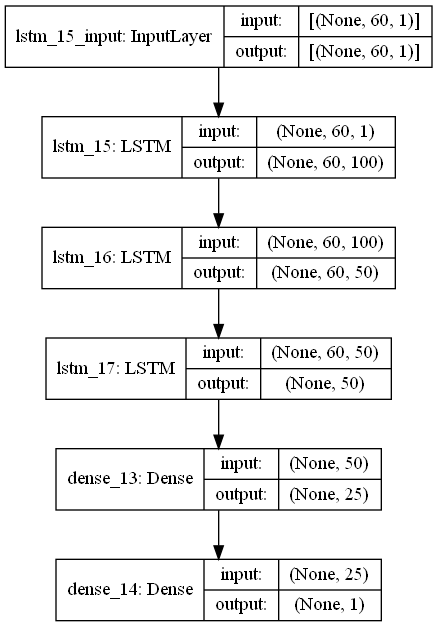 lstm_15_input: InputLayer
input:
[(None, 60, 1)]
output:
[(None, 60, 1)]
lstm_15: LSTM
input:
(None, 60, 1)
output:
(None, 60, 100)
lstm_16: LSTM
input:
(None, 60, 100)
output:
(None, 60, 50)
lstm_17: LSTM
input:
(None, 60, 50)
output:
(None, 50)
dense_13: Dense
input:
(None, 50)
output:
(None, 25)
dense_14: Dense
input:
(None, 25)
output:
(None, 1)